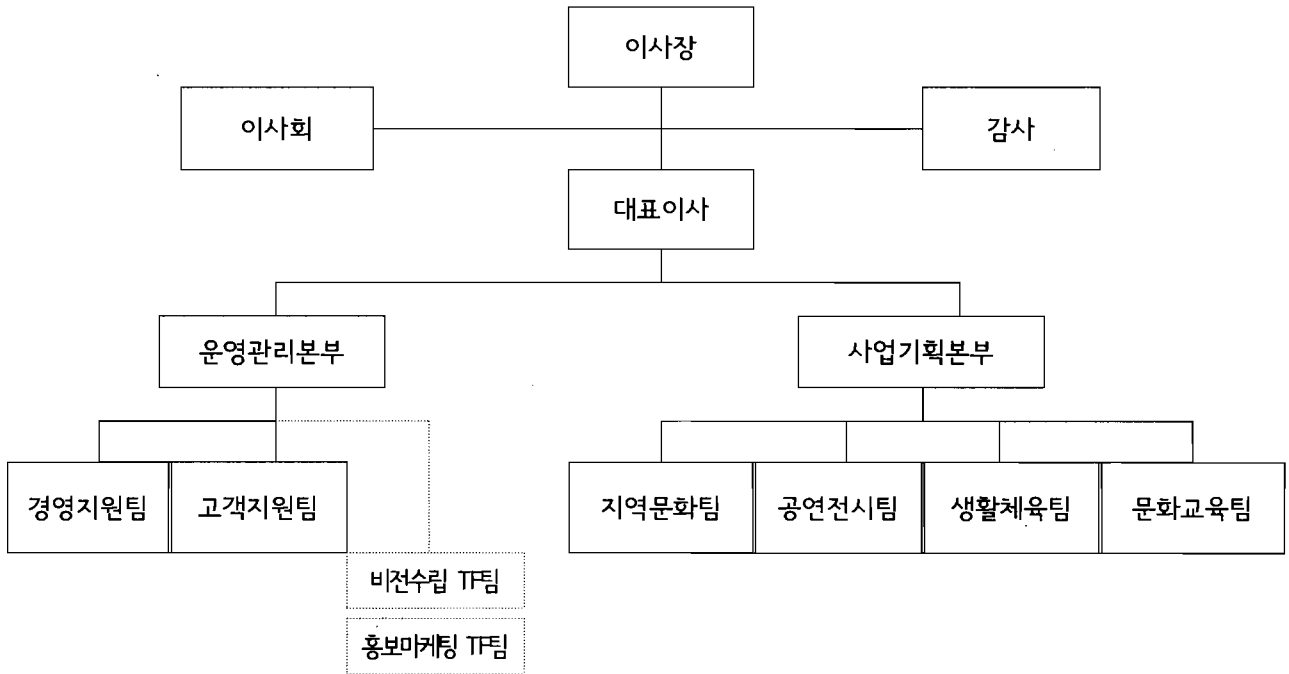 이사장
이사회
감사
대표이사
운영관리본부
사업기획본부
경영지원팀
고객지원팀
지역문화팀
공연전시팀
생활체육팀
문화교육팀
비전수립 TF팀
홍보마케팅 TF팀